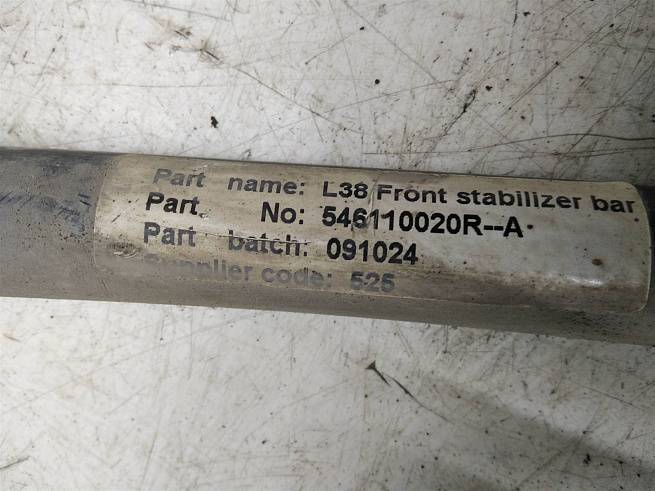 Part name: L38 Front stabilizer bar
Part No: 546110020R--A
Part batch: 091024
Supplier code: 525